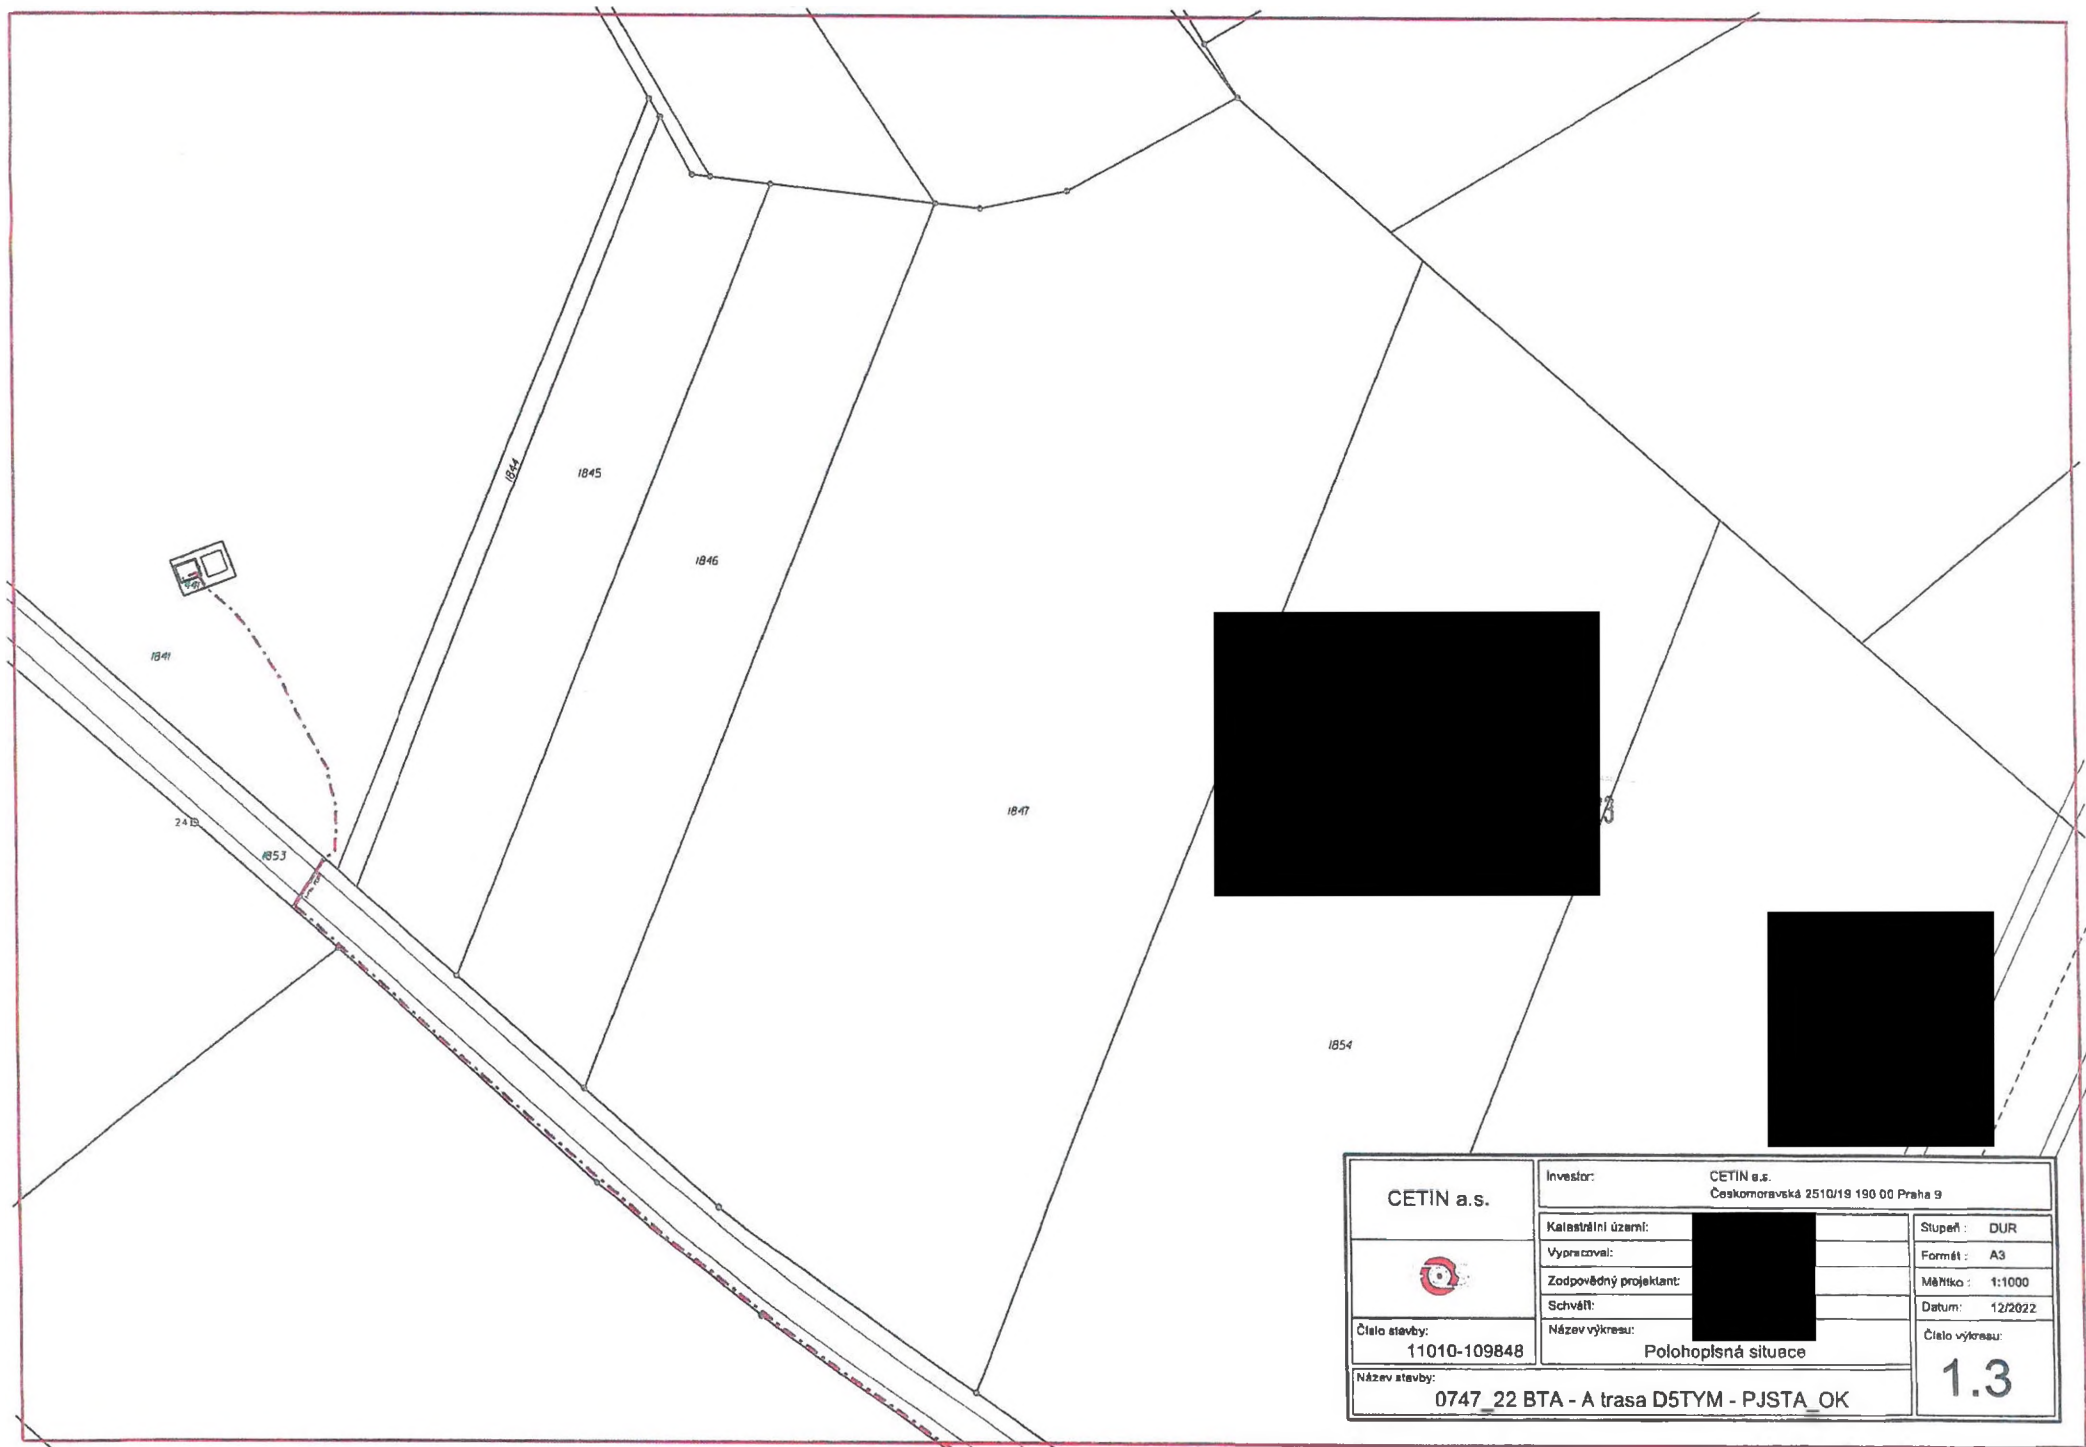 1844
1845
1846
1841
1847
24
1853
3
1854
CETIN a.s.
Investor: CETIN a.s.
Českomoravská 2510/19 190 00 Praha 9
Katastrální území:
Vypracoval:
Zodpovědný projektant:
Schválil:
Stupeň : DUR
Formát : A3
Měřítko : 1:1000
Datum: 12/2022
Číslo stavby:
11010-109848
Název výkresu:
Polohopisná situace
Číslo výkresu:
1.3
Název stavby:
0747_22 BTA - A trasa D5TYM - PJSTA_OK